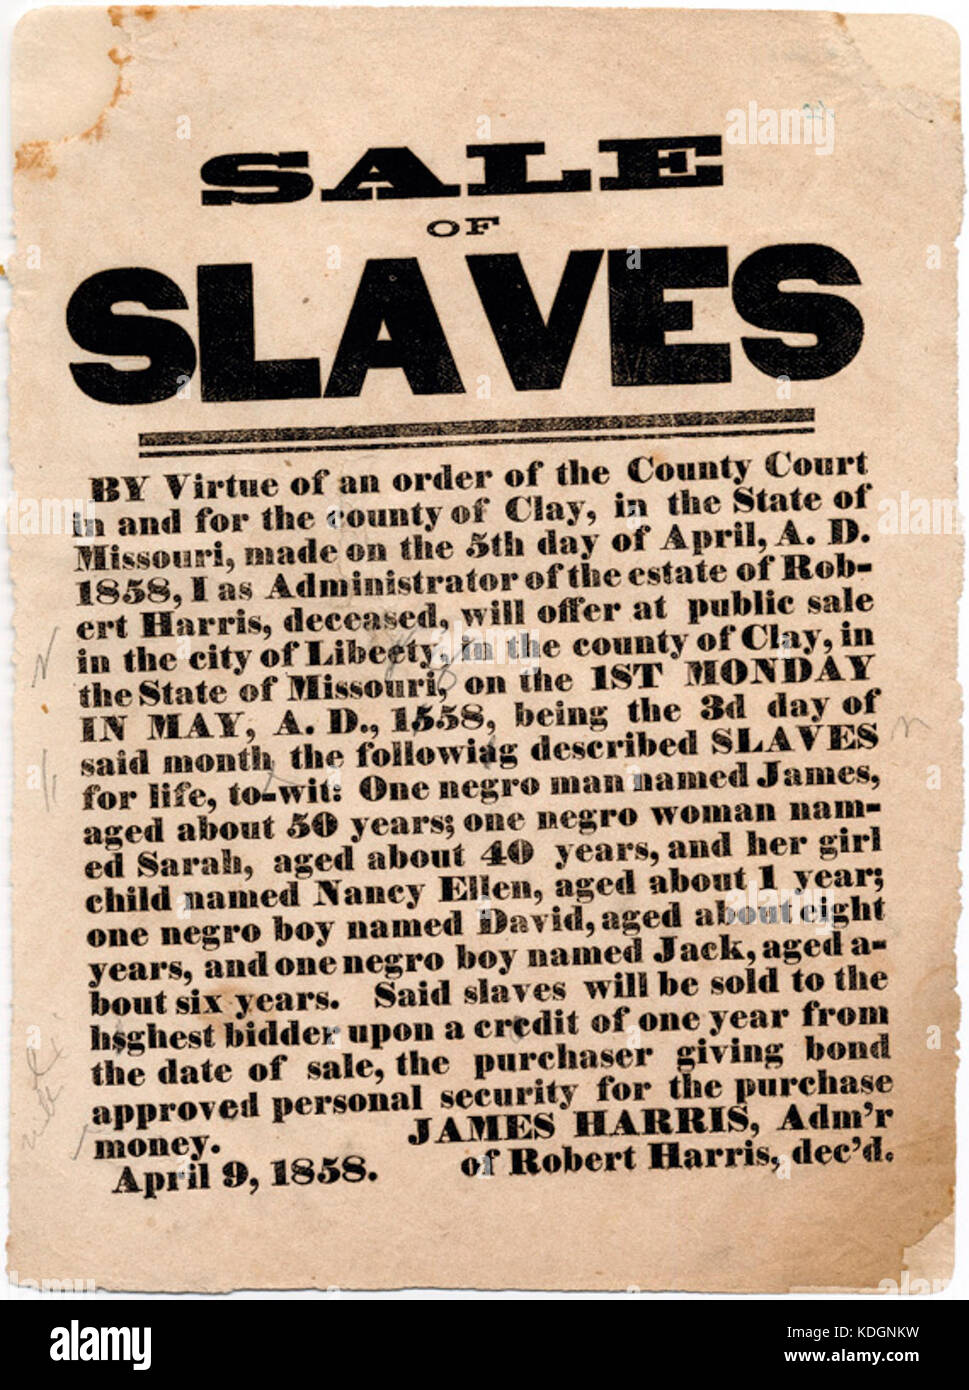 SALE
OF
SLAVES
BY Virtue of an order of the County Court
in and for the county of Clay, in the State of
Missouri, made on the 5th day of April, A. D.
1858, I as Administrator of the estate of Rob-
ert Harris, deceased, will offer at public sale
in the city of Libeety, in the county of Clay, in
the State of Missouri, on the 1ST MONDAY
IN MAY, A. D., 1558, being the 3d day of
said month the following described SLAVES
for life, to-wit: One negro man named James,
aged about 50 years; one negro woman nam-
ed Sarah, aged about 40 years, and her girl
child named Nancy Ellen, aged about 1 year;
one negro boy named David, aged about eight
years, and one negro boy named Jack, aged a-
bout six years. Said slaves will be sold to the
hsghest bidder upon a credit of one year from
the date of sale, the purchaser giving bond
approved personal security for the purchase
money. JAMES HARRIS, Adm'r
April 9, 1858. of Robert Harris, dec'd.
alamy
Image ID: KDGNKW
www.alamy.com